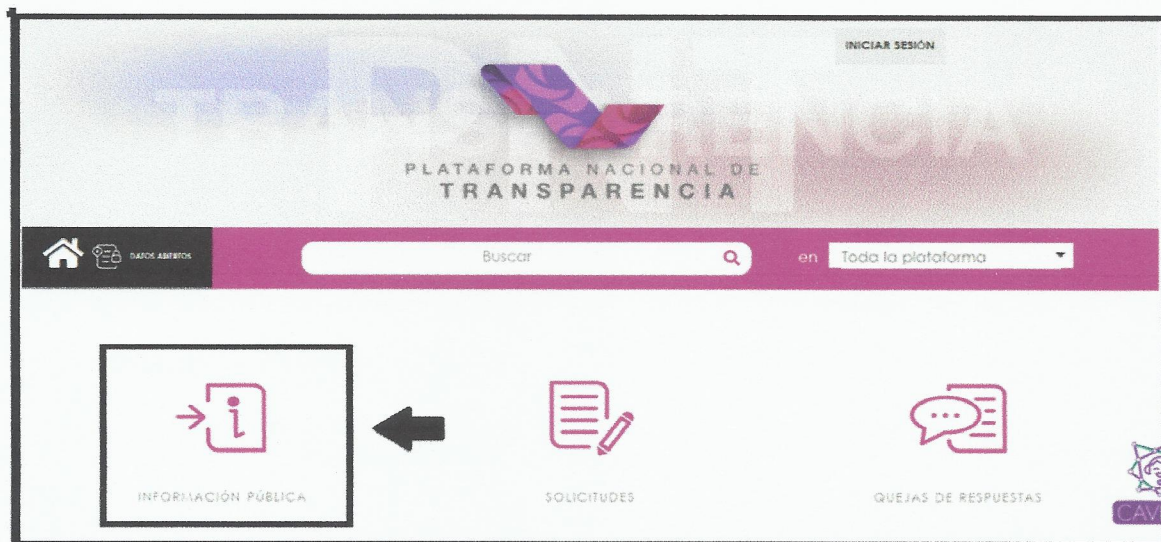 INICIAR SESIÓN
PLATAFORMA NACIONAL DE
TRANSPARENCIA
DATOS ABIERTOS
Buscar
en
Toda la plataforma
INFORMACIÓN PÚBLICA
SOLICITUDES
QUEJAS DE RESPUESTAS